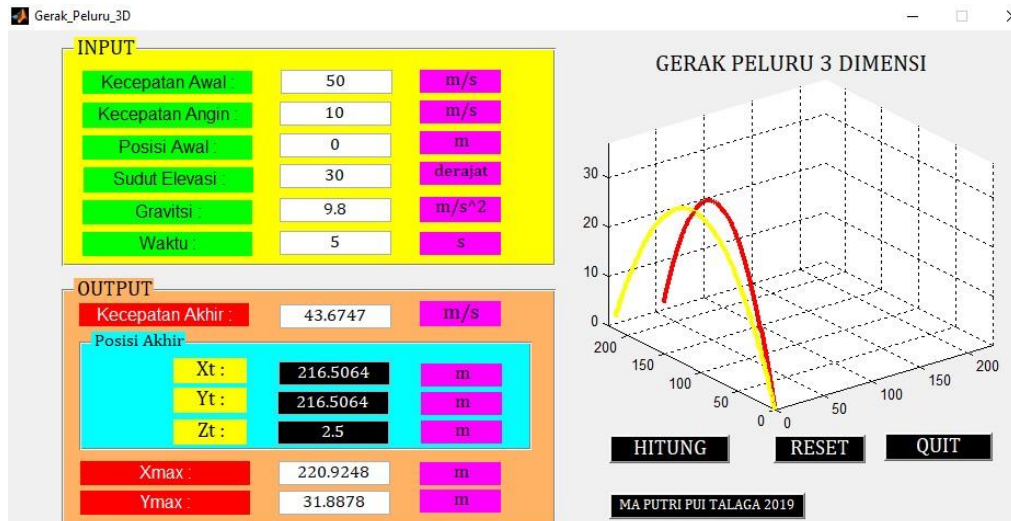 Gerak_Peluru_3D
INPUT
Kecepatan Awal : 50 m/s
Kecepatan Angin : 10 m/s
Posisi Awal : 0 m
Sudut Elevasi : 30 derajat
Gravitsi : 9.8 m/s^2
Waktu : 5 s
OUTPUT
Kecepatan Akhir : 43.6747 m/s
Posisi Akhir
Xt : 216.5064 m
Yt : 216.5064 m
Zt : 2.5 m
Xmax : 220.9248 m
Ymax : 31.8878 m
GERAK PELURU 3 DIMENSI
30
20
10
0
200
150
100
50
0
0
50
100
150
200
HITUNG RESET QUIT
MA PUTRI PUI TALAGA 2019